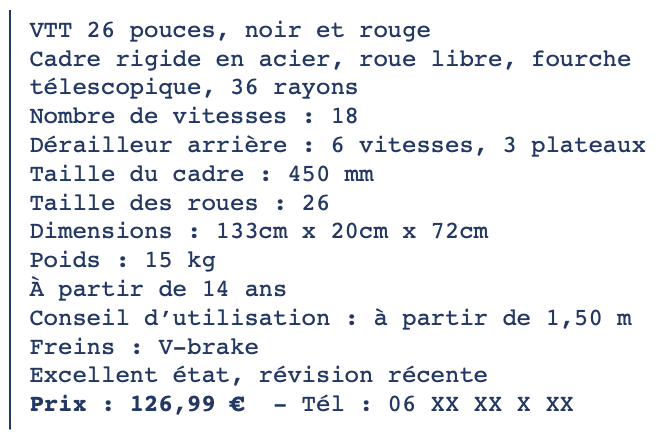 VTT 26 pouces, noir et rouge
Cadre rigide en acier, roue libre, fourche
télescopique, 36 rayons
Nombre de vitesses : 18
Dérailleur arrière : 6 vitesses, 3 plateaux
Taille du cadre : 450 mm
Taille des roues : 26
Dimensions : 133cm x 20cm x 72cm
Poids : 15 kg
À partir de 14 ans
Conseil d’utilisation : à partir de 1,50 m
Freins : V-brake
Excellent état, révision récente
Prix : 126,99 € – Tél : 06 XX XX X XX